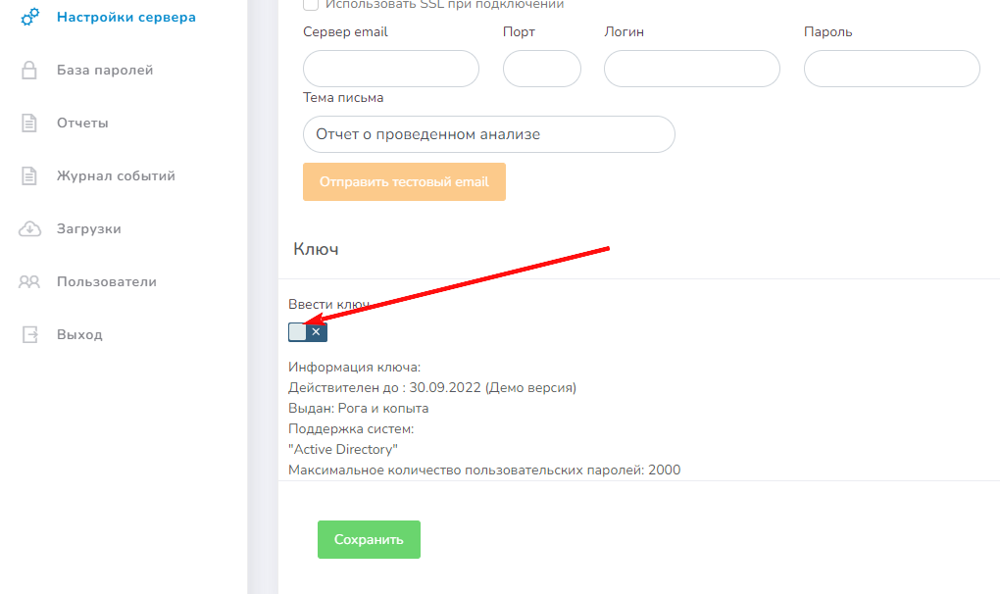 Настройки сервера
База паролей
Отчеты
Журнал событий
Загрузки
Пользователи
Выход
Использовать SSL при подключении
Сервер email Порт Логин Пароль
Тема письма
Отчет о проведенном анализе
Отправить тестовый email
Ключ
Ввести ключ
Информация ключа:
Действителен до : 30.09.2022 (Демо версия)
Выдан: Рога и копыта
Поддержка систем:
"Active Directory"
Максимальное количество пользовательских паролей: 2000
Сохранить